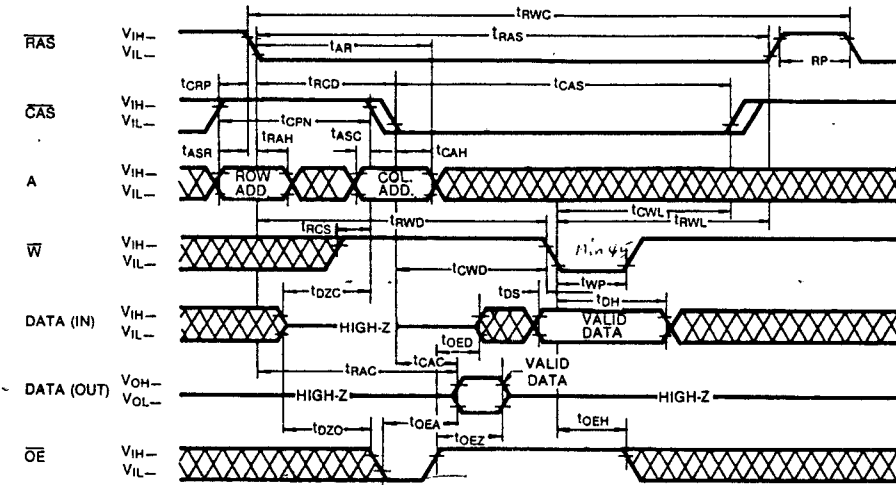 tRWC
RAS VIH— VIL— tAR tRAS RP
tCRP tRCD tCAS
CAS VIH— VIL— tCPN
tASR tRAH tASC tCAH
A VIH— VIL— ROW ADD. COL. ADD.
tCWL
tRCS tRWD tRWL
W VIH— VIL— Min 45
tCWD tWP
tDZC tDS tDH
DATA (IN) VIH— VIL— HIGH-Z VALID DATA
tOED
tRAC tCAC VALID DATA
DATA (OUT) VOH— VOL— HIGH-Z HIGH-Z
tDZO tOEA tOEZ tOEH
OE VIH— VIL—